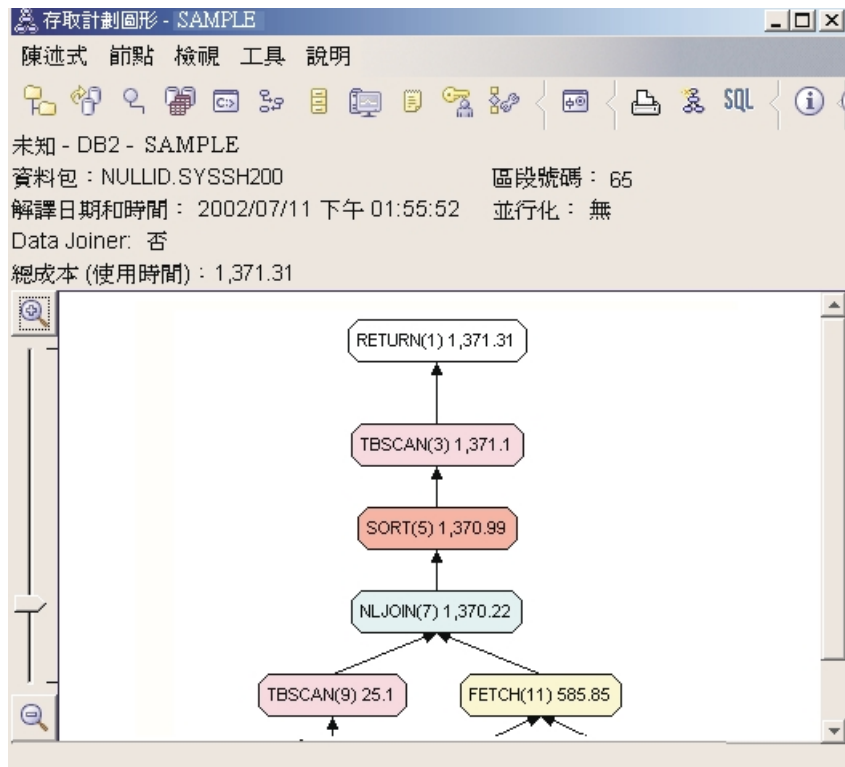 存取計劃圖形 - SAMPLE
陳述式 節點 檢視 工具 說明
SQL
未知 - DB2 - SAMPLE
資料包：NULLID.SYSSH200 區段號碼： 65
解譯日期和時間： 2002/07/11 下午 01:55:52 並行化： 無
Data Joiner: 否
總成本 (使用時間)：1,371.31
RETURN(1) 1,371.31
TBSCAN(3) 1,371.1
SORT(5) 1,370.99
NLJOIN(7) 1,370.22
TBSCAN(9) 25.1 FETCH(11) 585.85